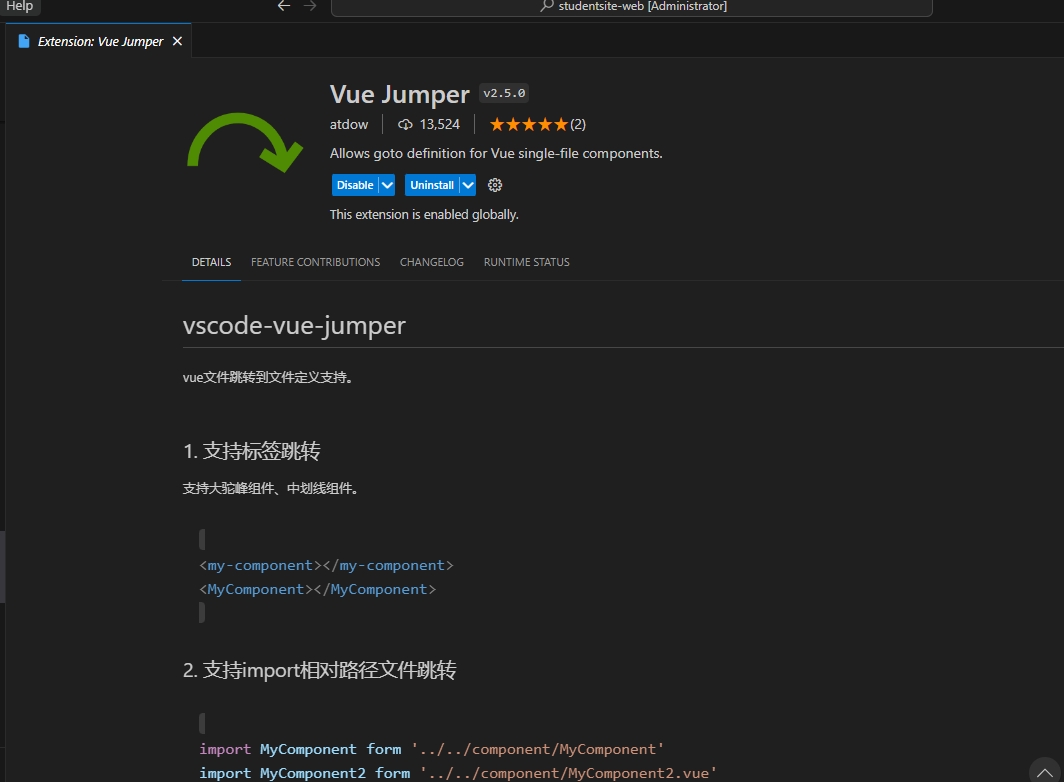 Help
studentsite-web [Administrator]
Extension: Vue Jumper
Vue Jumper v2.5.0
atdow 13,524 (2)
Allows goto definition for Vue single-file components.
Disable Uninstall
This extension is enabled globally.
DETAILS FEATURE CONTRIBUTIONS CHANGELOG RUNTIME STATUS
vscode-vue-jumper
vue文件跳转到文件定义支持。
1. 支持标签跳转
支持大驼峰组件、中划线组件。
<my-component></my-component>
<MyComponent></MyComponent>
2. 支持import相对路径文件跳转
import MyComponent form '../../component/MyComponent'
import MyComponent2 form '../../component/MyComponent2.vue'